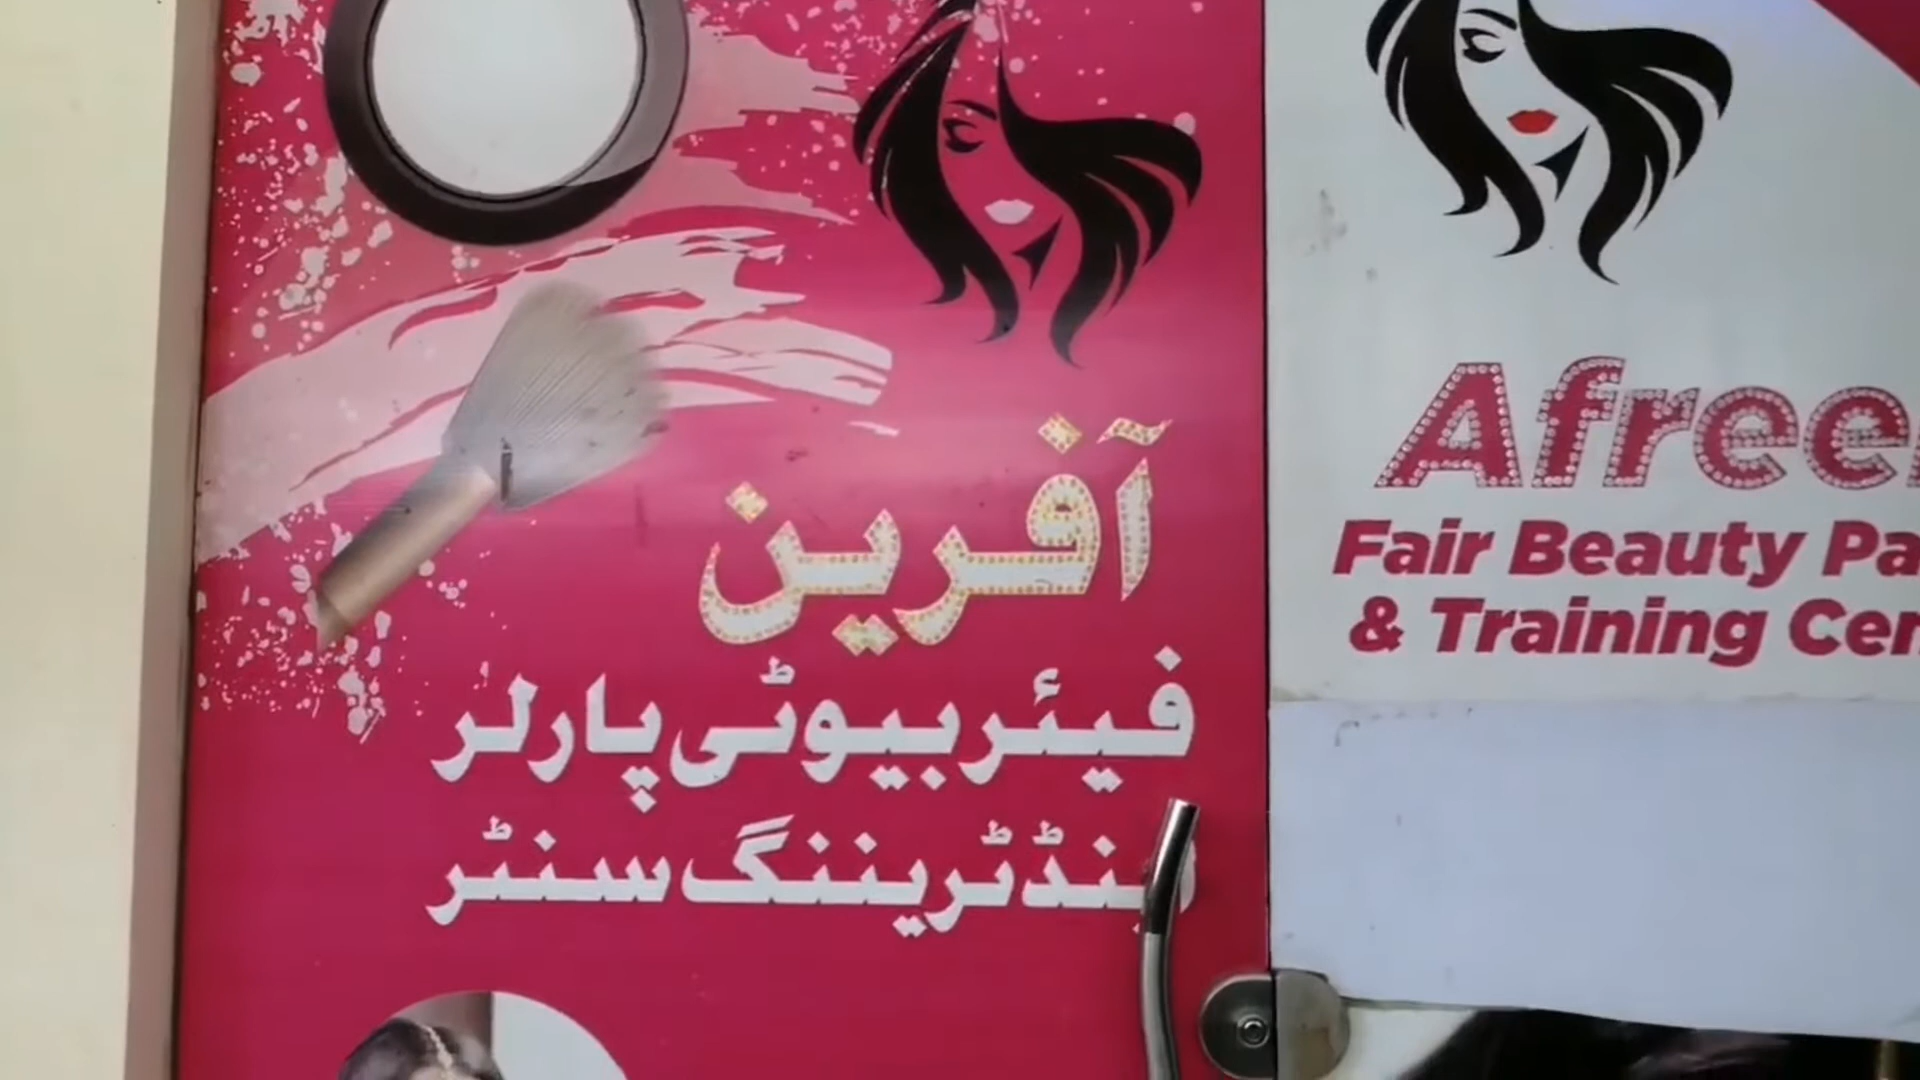 آفرین
فیئر بیوٹی پارلر
اینڈ ٹریننگ سنٹر
Afree
Fair Beauty Pa
& Training Cen